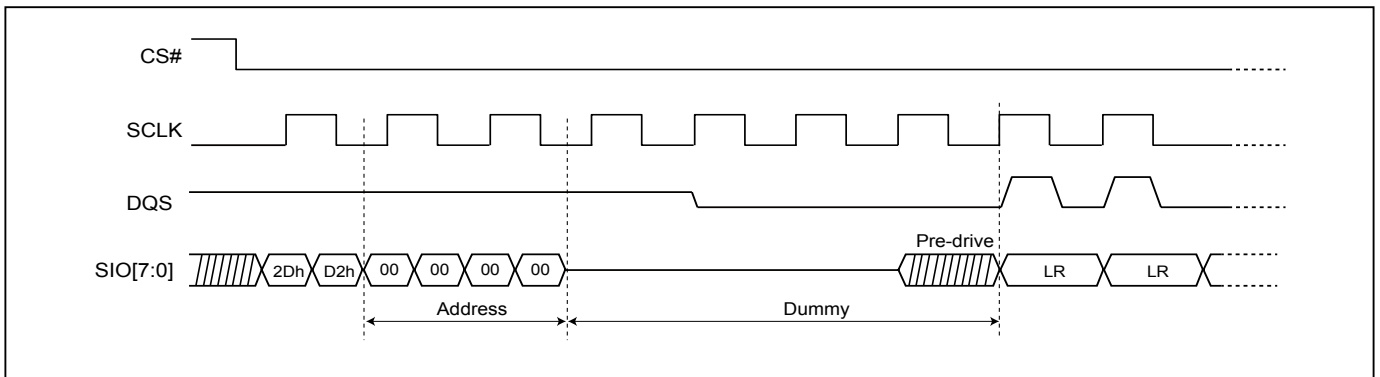 CS#
SCLK
DQS
Pre-drive
SIO[7:0] 2Dh D2h 00 00 00 00 LR LR
Address Dummy